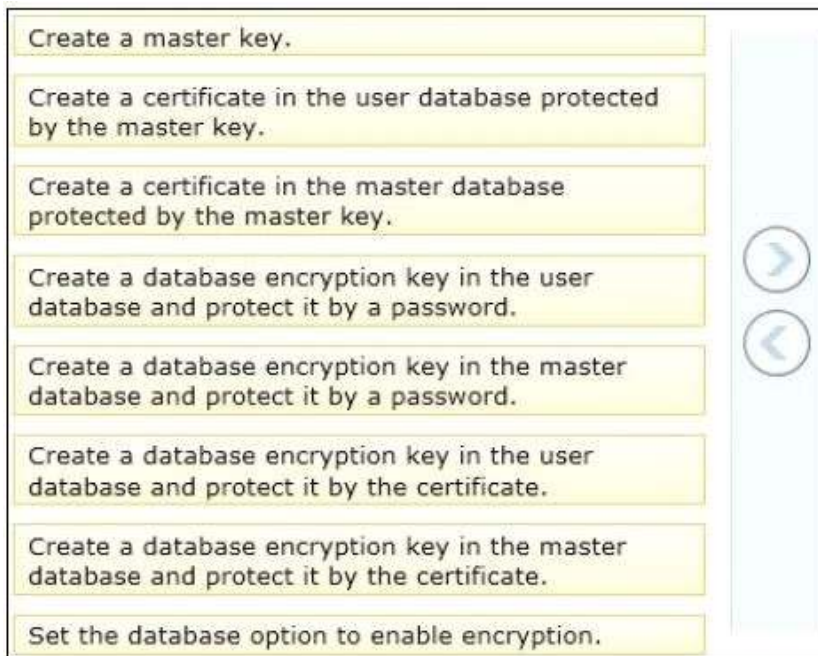 Create a master key.
Create a certificate in the user database protected
by the master key.
Create a certificate in the master database
protected by the master key.
Create a database encryption key in the user
database and protect it by a password.
Create a database encryption key in the master
database and protect it by a password.
Create a database encryption key in the user
database and protect it by the certificate.
Create a database encryption key in the master
database and protect it by the certificate.
Set the database option to enable encryption.